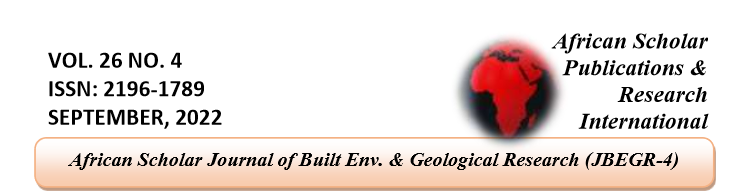 VOL. 26 NO. 4
ISSN: 2196-1789
SEPTEMBER, 2022
African Scholar
Publications &
Research
International
African Scholar Journal of Built Env. & Geological Research (JBEGR-4)